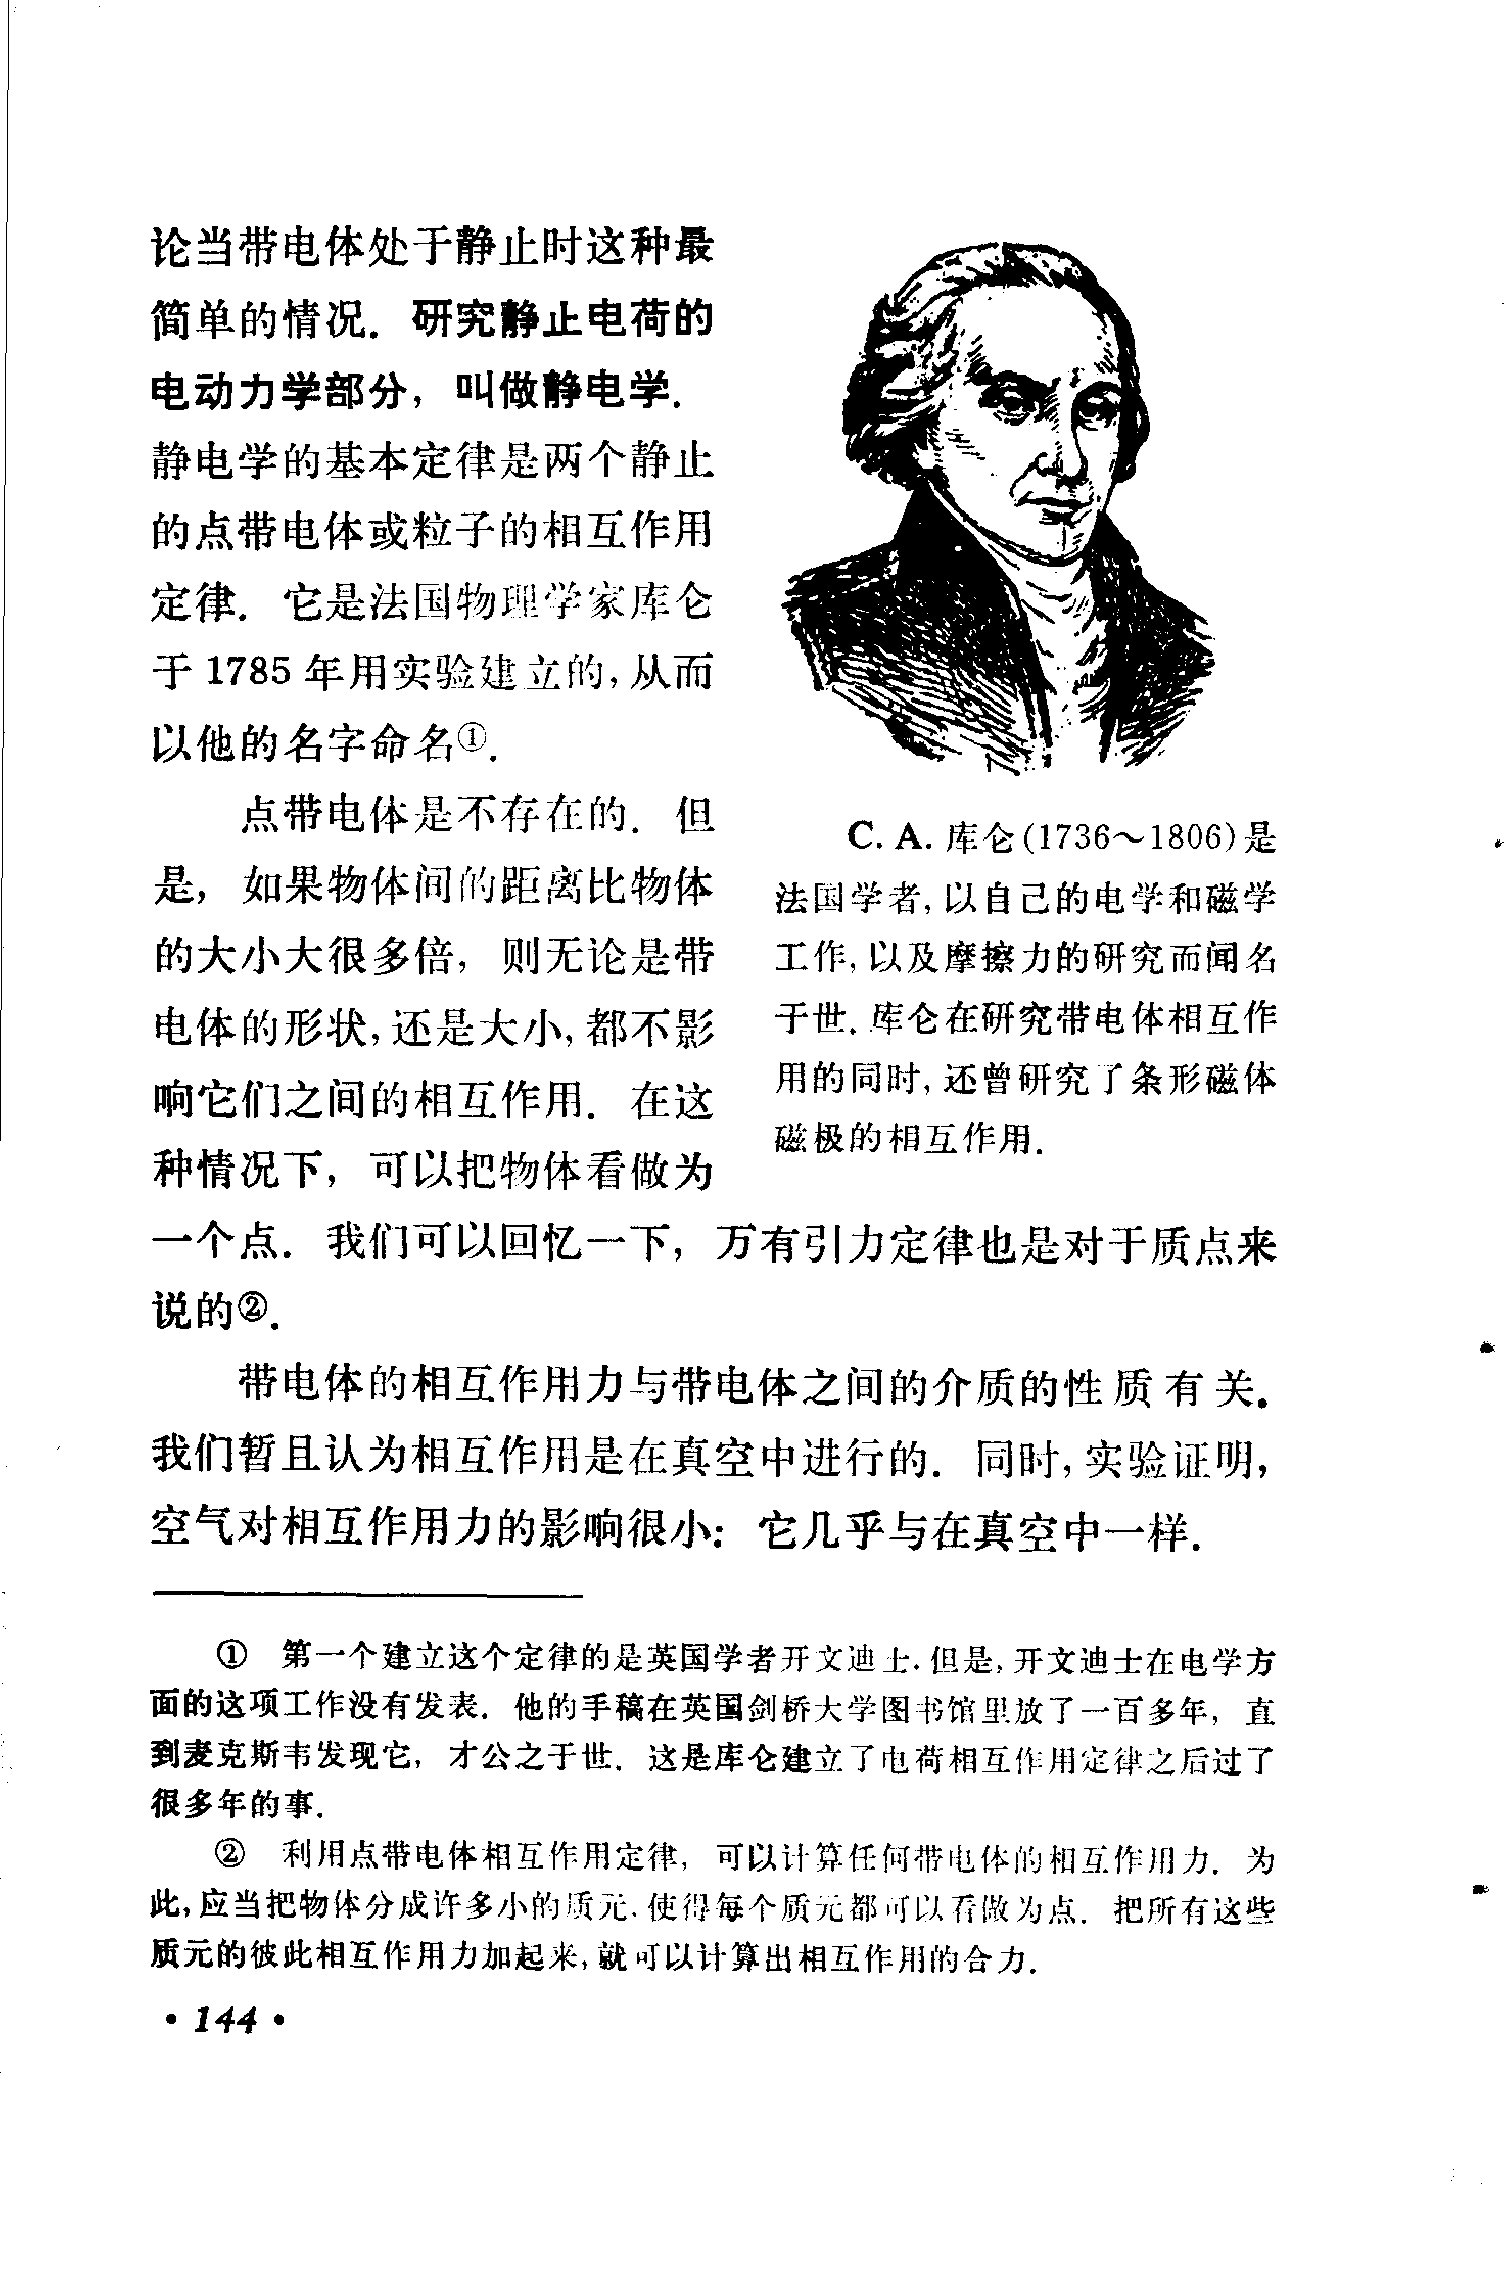 论当带电体处于静止时这种最
简单的情况．研究静止电荷的
电动力学部分，叫做静电学．
静电学的基本定律是两个静止
的点带电体或粒子的相互作用
定律．它是法国物理学家库仑
于 1785 年用实验建立的，从而
以他的名字命名①．
点带电体是不存在的．但
是，如果物体间的距离比物体
的大小大很多倍，则无论是带
电体的形状，还是大小，都不影
响它们之间的相互作用．在这
种情况下，可以把物体看做为
一个点．我们可以回忆一下，万有引力定律也是对于质点来
说的②．
C. A. 库仑(1736～1806)是
法国学者，以自己的电学和磁学
工作，以及摩擦力的研究而闻名
于世．库仑在研究带电体相互作
用的同时，还曾研究了条形磁体
磁极的相互作用．
带电体的相互作用力与带电体之间的介质的性质有关．
我们暂且认为相互作用是在真空中进行的．同时，实验证明，
空气对相互作用力的影响很小：它几乎与在真空中一样．
① 第一个建立这个定律的是英国学者开文迪士．但是，开文迪士在电学方
面的这项工作没有发表．他的手稿在英国剑桥大学图书馆里放了一百多年，直
到麦克斯韦发现它，才公之于世．这是库仑建立了电荷相互作用定律之后过了
很多年的事．
② 利用点带电体相互作用定律，可以计算任何带电体的相互作用力．为
此，应当把物体分成许多小的质元，使得每个质元都可以看做为点．把所有这些
质元的彼此相互作用力加起来，就可以计算出相互作用的合力．
· 144 ·